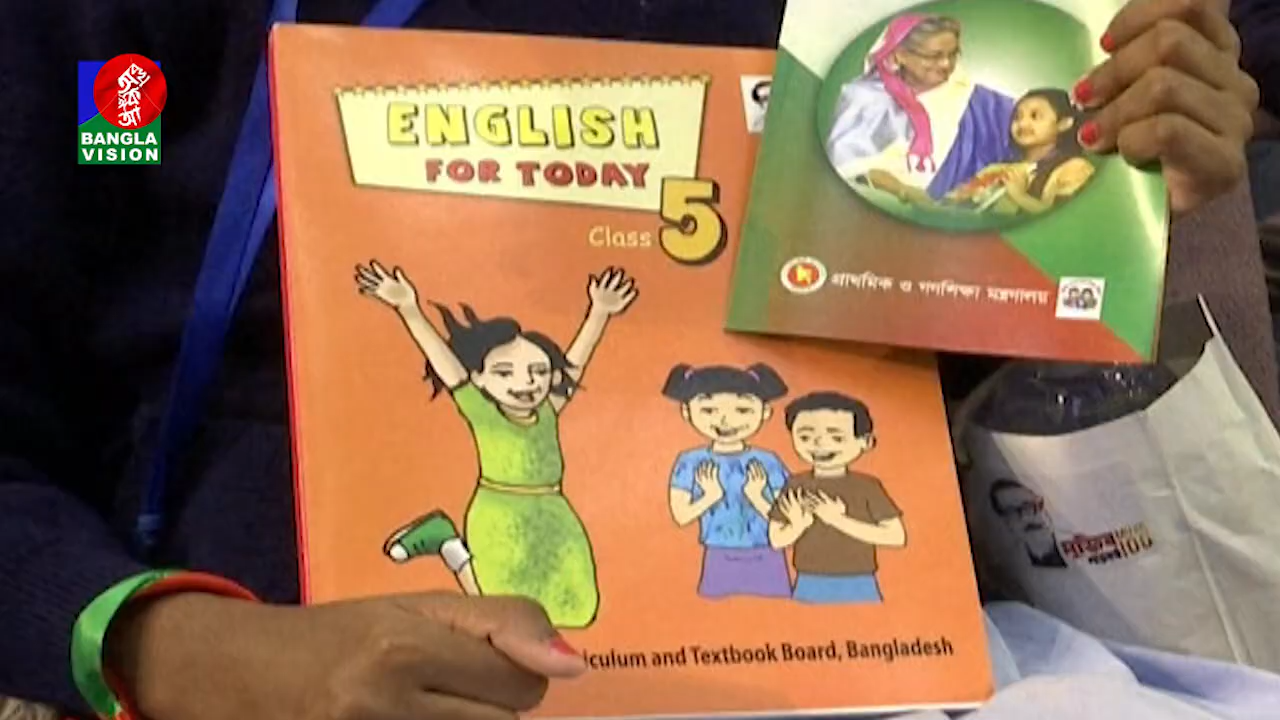 BANGLA
VISION
ENGLISH
FOR TODAY
Class 5
প্রাথমিক ও গণশিক্ষা মন্ত্রণালয়
iculum and Textbook Board, Bangladesh
মুজিব
100